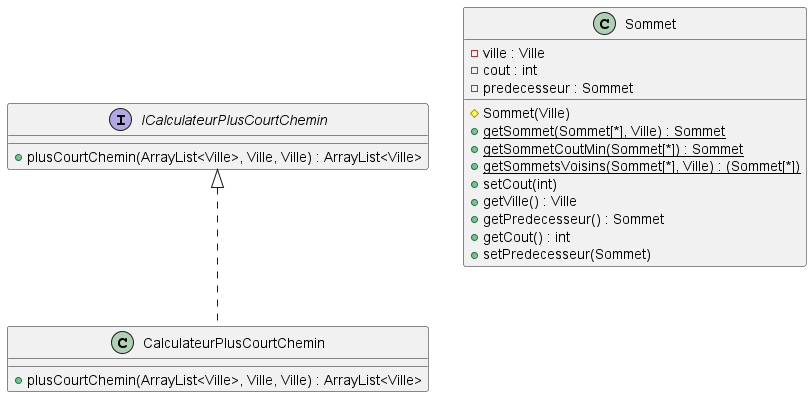 I ICalculateurPlusCourtChemin
plusCourtChemin(ArrayList<Ville>, Ville, Ville) : ArrayList<Ville>
C CalculateurPlusCourtChemin
plusCourtChemin(ArrayList<Ville>, Ville, Ville) : ArrayList<Ville>
C Sommet
ville : Ville
cout : int
predecesseur : Sommet
Sommet(Ville)
getSommet(Sommet[*], Ville) : Sommet
getSommetCoutMin(Sommet[*]) : Sommet
getSommetsVoisins(Sommet[*], Ville) : (Sommet[*])
setCout(int)
getVille() : Ville
getPredecesseur() : Sommet
getCout() : int
setPredecesseur(Sommet)